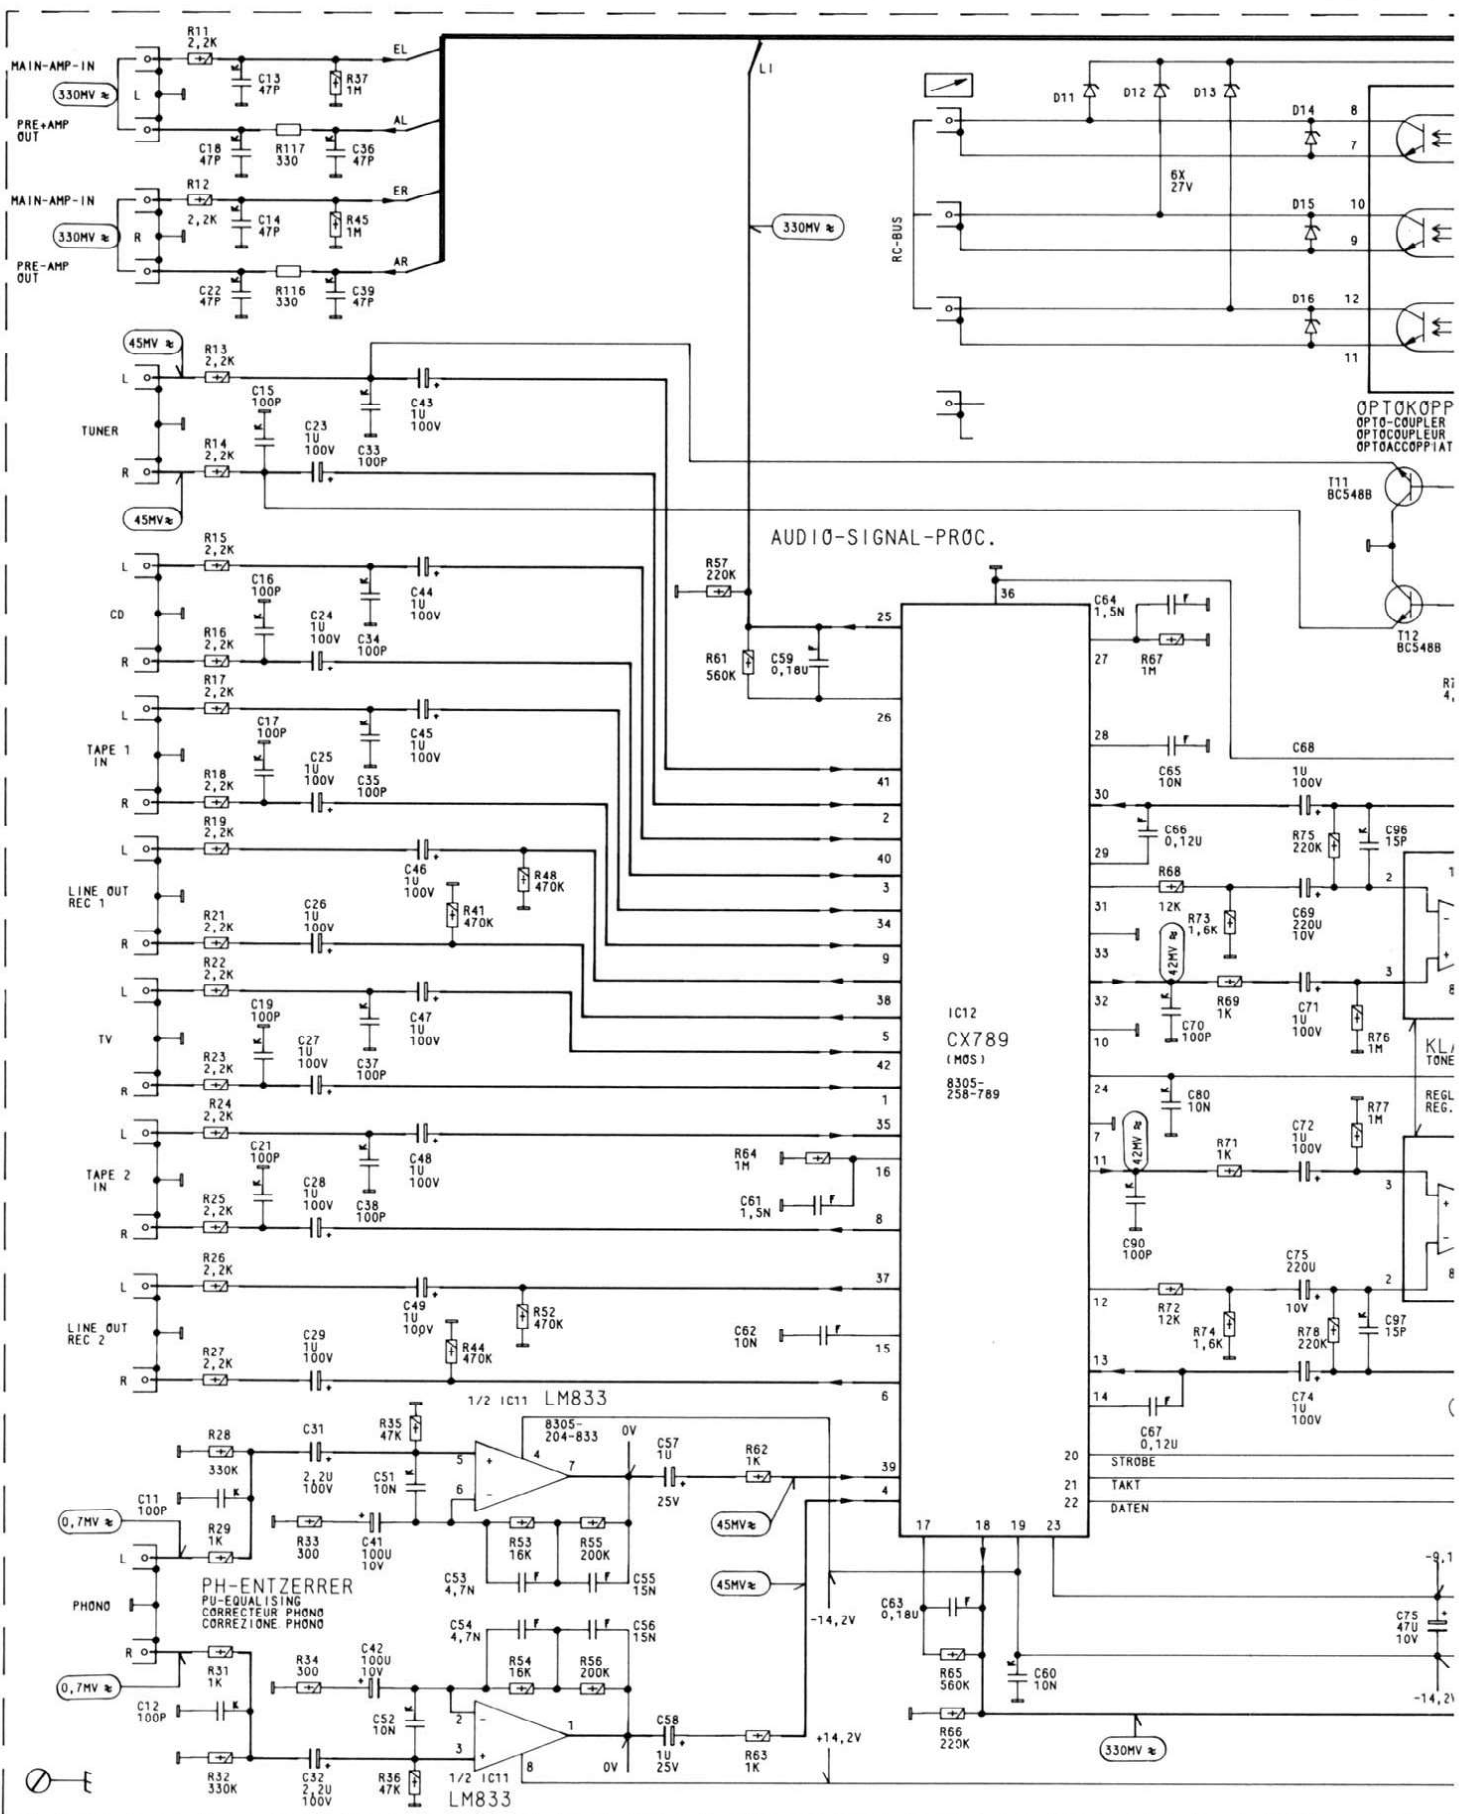 MAIN-AMP-IN
R11
2,2K
330MV ≈
L
C13
47P
R37
1M
EL
PRE+AMP
OUT
C18
47P
R117
330
C36
47P
AL
MAIN-AMP-IN
R12
2,2K
330MV ≈
R
C14
47P
R45
1M
ER
PRE-AMP
OUT
C22
47P
R116
330
C39
47P
AR
LI
330MV ≈
RC-BUS
D11
D12
D13
6X
27V
D14
8
7
D15
10
9
D16
12
11
OPTOKOPP
OPTO-COUPLER
OPTOCOUPLEUR
OPTOACCOPPIAT
T11
BC548B
T12
BC548B
45MV ≈
L
R13
2,2K
C15
100P
C43
1U
100V
TUNER
R14
2,2K
C23
1U
100V
C33
100P
R
45MV≈
L
R15
2,2K
C16
100P
C44
1U
100V
CD
R16
2,2K
C24
1U
100V
C34
100P
R
L
R17
2,2K
C17
100P
C45
1U
100V
TAPE 1
IN
R18
2,2K
C25
1U
100V
C35
100P
R
L
R19
2,2K
C46
1U
100V
R48
470K
LINE OUT
REC 1
R41
470K
R21
2,2K
C26
1U
100V
R
L
R22
2,2K
C19
100P
C47
1U
100V
TV
R23
2,2K
C27
1U
100V
C37
100P
R
L
R24
2,2K
C21
100P
C48
1U
100V
TAPE 2
IN
R25
2,2K
C28
1U
100V
C38
100P
R
L
R26
2,2K
C49
1U
100V
R52
470K
LINE OUT
REC 2
R44
470K
R27
2,2K
C29
1U
100V
R
AUDIO-SIGNAL-PROC.
R57
220K
R61
560K
C59
0,18U
R64
1M
C61
1,5N
C62
10N
25
26
41
2
40
3
34
9
38
5
42
1
35
16
8
37
15
6
39
4
IC12
CX789
(MOS)
8305-
258-789
36
27
28
30
29
31
33
32
10
24
7
11
12
13
14
20
STROBE
21
TAKT
22
DATEN
17
18
19
23
C64
1,5N
R67
1M
C65
10N
C68
1U
100V
C66
0,12U
R75
220K
C96
15P
R68
12K
R73
1,6K
C69
220U
10V
2
42MV ≈
C70
100P
R69
1K
C71
1U
100V
3
R76
1M
C80
10N
R77
1M
42MV ≈
R71
1K
C72
1U
100V
3
C90
100P
R72
12K
R74
1,6K
C75
220U
10V
R78
220K
2
C97
15P
C67
0,12U
C74
1U
100V
1/2 IC11 LM833
8305-
204-833
R28
330K
C31
2,2U
100V
R35
47K
C51
10N
5
6
4
7
0V
C57
1U
25V
R62
1K
C11
100P
0,7MV ≈
R29
1K
R33
300
C41
100U
10V
R53
16K
R55
200K
45MV≈
L
C53
4,7N
C55
15N
PH-ENTZERRER
PU-EQUALISING
CORRECTEUR PHONO
CORREZIONE PHONO
PHONO
45MV≈
-14,2V
C54
4,7N
C56
15N
R
R31
1K
0,7MV ≈
R34
300
C42
100U
10V
R54
16K
R56
200K
C12
100P
C52
10N
2
3
1
8
C58
1U
25V
R63
1K
+14,2V
0V
R32
330K
C32
2,2U
100V
R36
47K
1/2 IC11
LM833
C63
0,18U
R65
560K
C60
10N
R66
220K
330MV ≈
C75
47U
10V